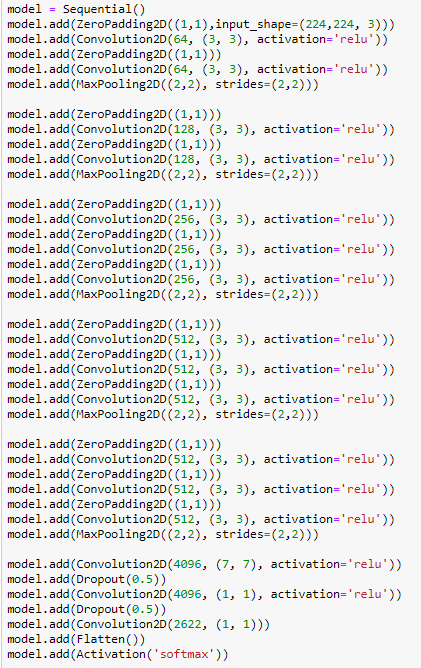 model = Sequential()
model.add(ZeroPadding2D((1,1),input_shape=(224,224, 3)))
model.add(Convolution2D(64, (3, 3), activation='relu'))
model.add(ZeroPadding2D((1,1)))
model.add(Convolution2D(64, (3, 3), activation='relu'))
model.add(MaxPooling2D((2,2), strides=(2,2)))

model.add(ZeroPadding2D((1,1)))
model.add(Convolution2D(128, (3, 3), activation='relu'))
model.add(ZeroPadding2D((1,1)))
model.add(Convolution2D(128, (3, 3), activation='relu'))
model.add(MaxPooling2D((2,2), strides=(2,2)))

model.add(ZeroPadding2D((1,1)))
model.add(Convolution2D(256, (3, 3), activation='relu'))
model.add(ZeroPadding2D((1,1)))
model.add(Convolution2D(256, (3, 3), activation='relu'))
model.add(ZeroPadding2D((1,1)))
model.add(Convolution2D(256, (3, 3), activation='relu'))
model.add(MaxPooling2D((2,2), strides=(2,2)))

model.add(ZeroPadding2D((1,1)))
model.add(Convolution2D(512, (3, 3), activation='relu'))
model.add(ZeroPadding2D((1,1)))
model.add(Convolution2D(512, (3, 3), activation='relu'))
model.add(ZeroPadding2D((1,1)))
model.add(Convolution2D(512, (3, 3), activation='relu'))
model.add(MaxPooling2D((2,2), strides=(2,2)))

model.add(ZeroPadding2D((1,1)))
model.add(Convolution2D(512, (3, 3), activation='relu'))
model.add(ZeroPadding2D((1,1)))
model.add(Convolution2D(512, (3, 3), activation='relu'))
model.add(ZeroPadding2D((1,1)))
model.add(Convolution2D(512, (3, 3), activation='relu'))
model.add(MaxPooling2D((2,2), strides=(2,2)))

model.add(Convolution2D(4096, (7, 7), activation='relu'))
model.add(Dropout(0.5))
model.add(Convolution2D(4096, (1, 1), activation='relu'))
model.add(Dropout(0.5))
model.add(Convolution2D(2622, (1, 1)))
model.add(Flatten())
model.add(Activation('softmax'))